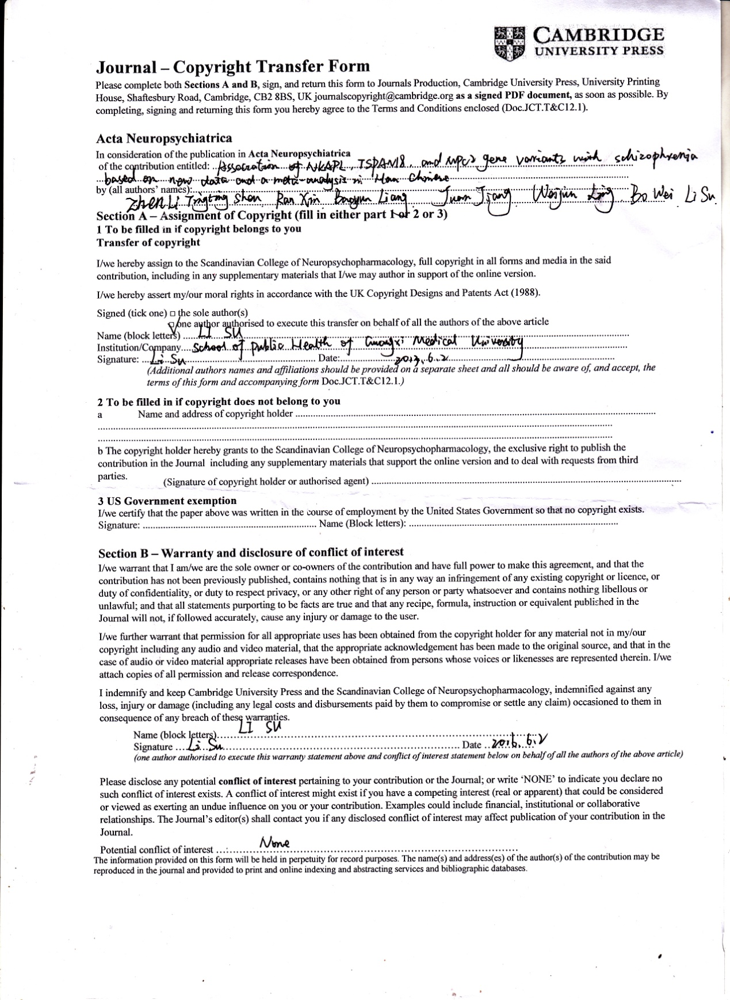 CAMBRIDGE
UNIVERSITY PRESS
Journal – Copyright Transfer Form
Please complete both Sections A and B, sign, and return this form to Journals Production, Cambridge University Press, University Printing
House, Shaftesbury Road, Cambridge, CB2 8BS, UK journalscopyright@cambridge.org as a signed PDF document, as soon as possible. By
completing, signing and returning this form you hereby agree to the Terms and Conditions enclosed (Doc.JCT.T&C12.1).
Acta Neuropsychiatrica
In consideration of the publication in Acta Neuropsychiatrica
of the contribution entitled: Association of NKAPL, TSPAN18 and MPC2 gene variants with schizophrenia
based on new data and a meta-analysis in Han Chinese
by (all authors' names):
Zhen Li Tingting Shen Ran Xin Baoyun Liang Juan Jiang Weijun Bo Wei Li Su
Section A – Assignment of Copyright (fill in either part 1 or 2 or 3)
1 To be filled in if copyright belongs to you
Transfer of copyright
I/we hereby assign to the Scandinavian College of Neuropsychopharmacology, full copyright in all forms and media in the said
contribution, including in any supplementary materials that I/we may author in support of the online version.
I/we hereby assert my/our moral rights in accordance with the UK Copyright Designs and Patents Act (1988).
Signed (tick one) □ the sole author(s)
one author authorised to execute this transfer on behalf of all the authors of the above article
Name (block letters) LI SU
Institution/Company School of public Health of Guangxi Medical University
Signature: Li Su Date:
(Additional authors names and affiliations should be provided on a separate sheet and all should be aware of, and accept, the
terms of this form and accompanying form Doc.JCT.T&C12.1.)
2 To be filled in if copyright does not belong to you
a Name and address of copyright holder
b The copyright holder hereby grants to the Scandinavian College of Neuropsychopharmacology, the exclusive right to publish the
contribution in the Journal including any supplementary materials that support the online version and to deal with requests from third
parties.
(Signature of copyright holder or authorised agent)
3 US Government exemption
I/we certify that the paper above was written in the course of employment by the United States Government so that no copyright exists.
Signature: Name (Block letters):
Section B – Warranty and disclosure of conflict of interest
I/we warrant that I am/we are the sole owner or co-owners of the contribution and have full power to make this agreement, and that the
contribution has not been previously published, contains nothing that is in any way an infringement of any existing copyright or licence, or
duty of confidentiality, or duty to respect privacy, or any other right of any person or party whatsoever and contains nothing libellous or
unlawful; and that all statements purporting to be facts are true and that any recipe, formula, instruction or equivalent published in the
Journal will not, if followed accurately, cause any injury or damage to the user.
I/we further warrant that permission for all appropriate uses has been obtained from the copyright holder for any material not in my/our
copyright including any audio and video material, that the appropriate acknowledgement has been made to the original source, and that in the
case of audio or video material appropriate releases have been obtained from persons whose voices or likenesses are represented therein. I/we
attach copies of all permission and release correspondence.
I indemnify and keep Cambridge University Press and the Scandinavian College of Neuropsychopharmacology, indemnified against any
loss, injury or damage (including any legal costs and disbursements paid by them to compromise or settle any claim) occasioned to them in
consequence of any breach of these warranties.
Name (block letters) LI SU
Signature Li Su Date 2016.6.2
(one author authorised to execute this warranty statement above and conflict of interest statement below on behalf of all the authors of the above article)
Please disclose any potential conflict of interest pertaining to your contribution or the Journal; or write ‘NONE’ to indicate you declare no
such conflict of interest exists. A conflict of interest might exist if you have a competing interest (real or apparent) that could be considered
or viewed as exerting an undue influence on you or your contribution. Examples could include financial, institutional or collaborative
relationships. The Journal's editor(s) shall contact you if any disclosed conflict of interest may affect publication of your contribution in the
Journal.
Potential conflict of interest None
The information provided on this form will be held in perpetuity for record purposes. The name(s) and address(es) of the author(s) of the contribution may be
reproduced in the journal and provided to print and online indexing and abstracting services and bibliographic databases.